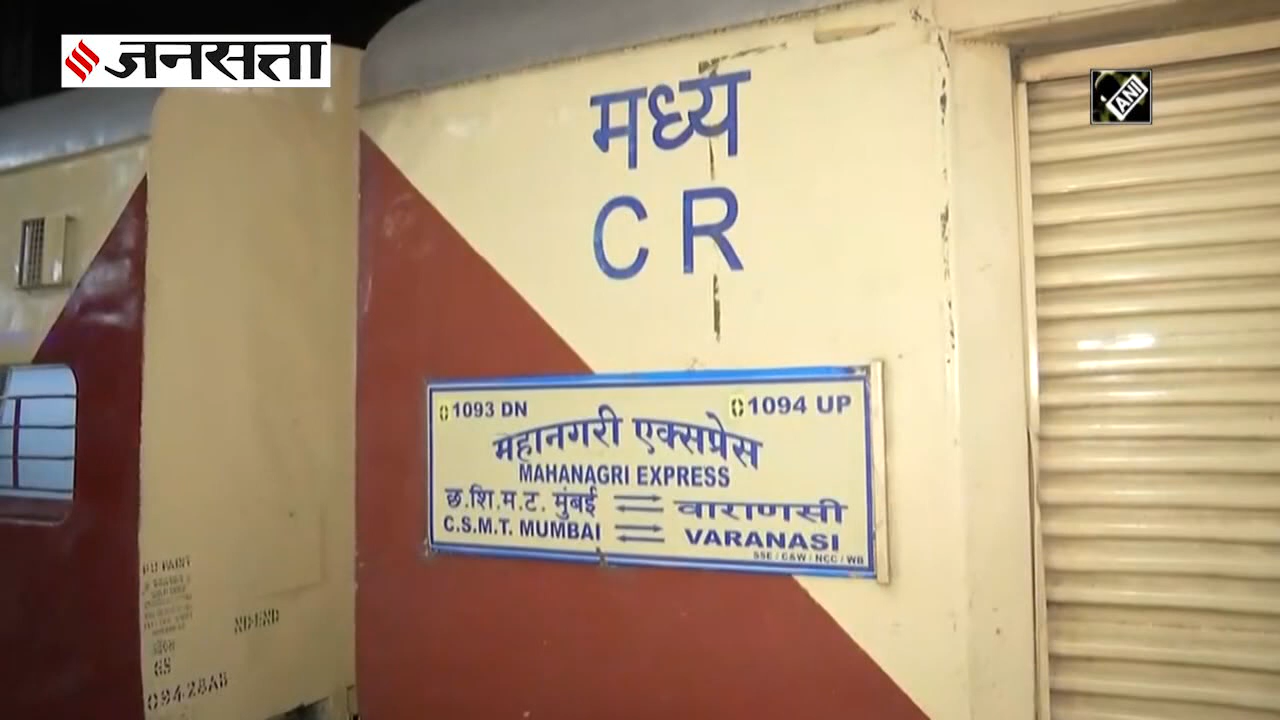 जनसत्ता
ANI
मध्य
C R
01093 DN
01094 UP
महानगरी एक्सप्रेस
MAHANAGRI EXPRESS
छ.शि.म.ट. मुंबई वाराणसी
C.S.M.T. MUMBAI VARANASI
SSE / C&W / NCC / WB
GS